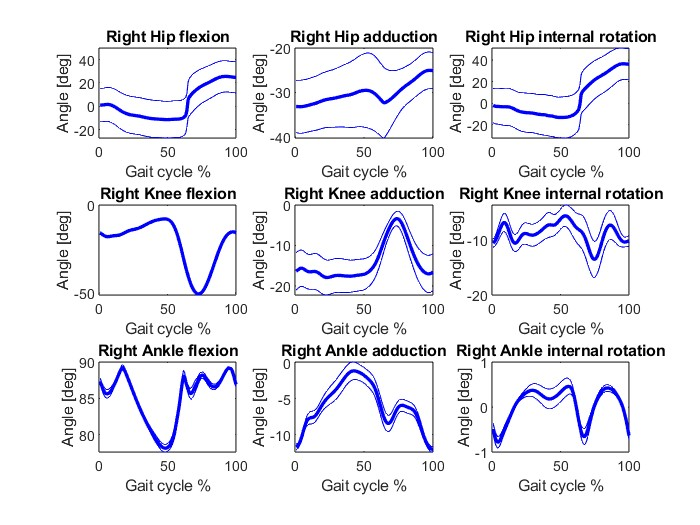 Right Hip flexion
Angle [deg]
40
20
0
-20
0
50
100
Gait cycle %
Right Hip adduction
Angle [deg]
-20
-30
-40
0
50
100
Gait cycle %
Right Hip internal rotation
Angle [deg]
40
20
0
-20
0
50
100
Gait cycle %
Right Knee flexion
Angle [deg]
0
-50
0
50
100
Gait cycle %
Right Knee adduction
Angle [deg]
0
-10
-20
0
50
100
Gait cycle %
Right Knee internal rotation
Angle [deg]
-10
-20
0
50
100
Gait cycle %
Right Ankle flexion
Angle [deg]
90
85
80
0
50
100
Gait cycle %
Right Ankle adduction
Angle [deg]
0
-5
-10
0
50
100
Gait cycle %
Right Ankle internal rotation
Angle [deg]
1
0
-1
0
50
100
Gait cycle %